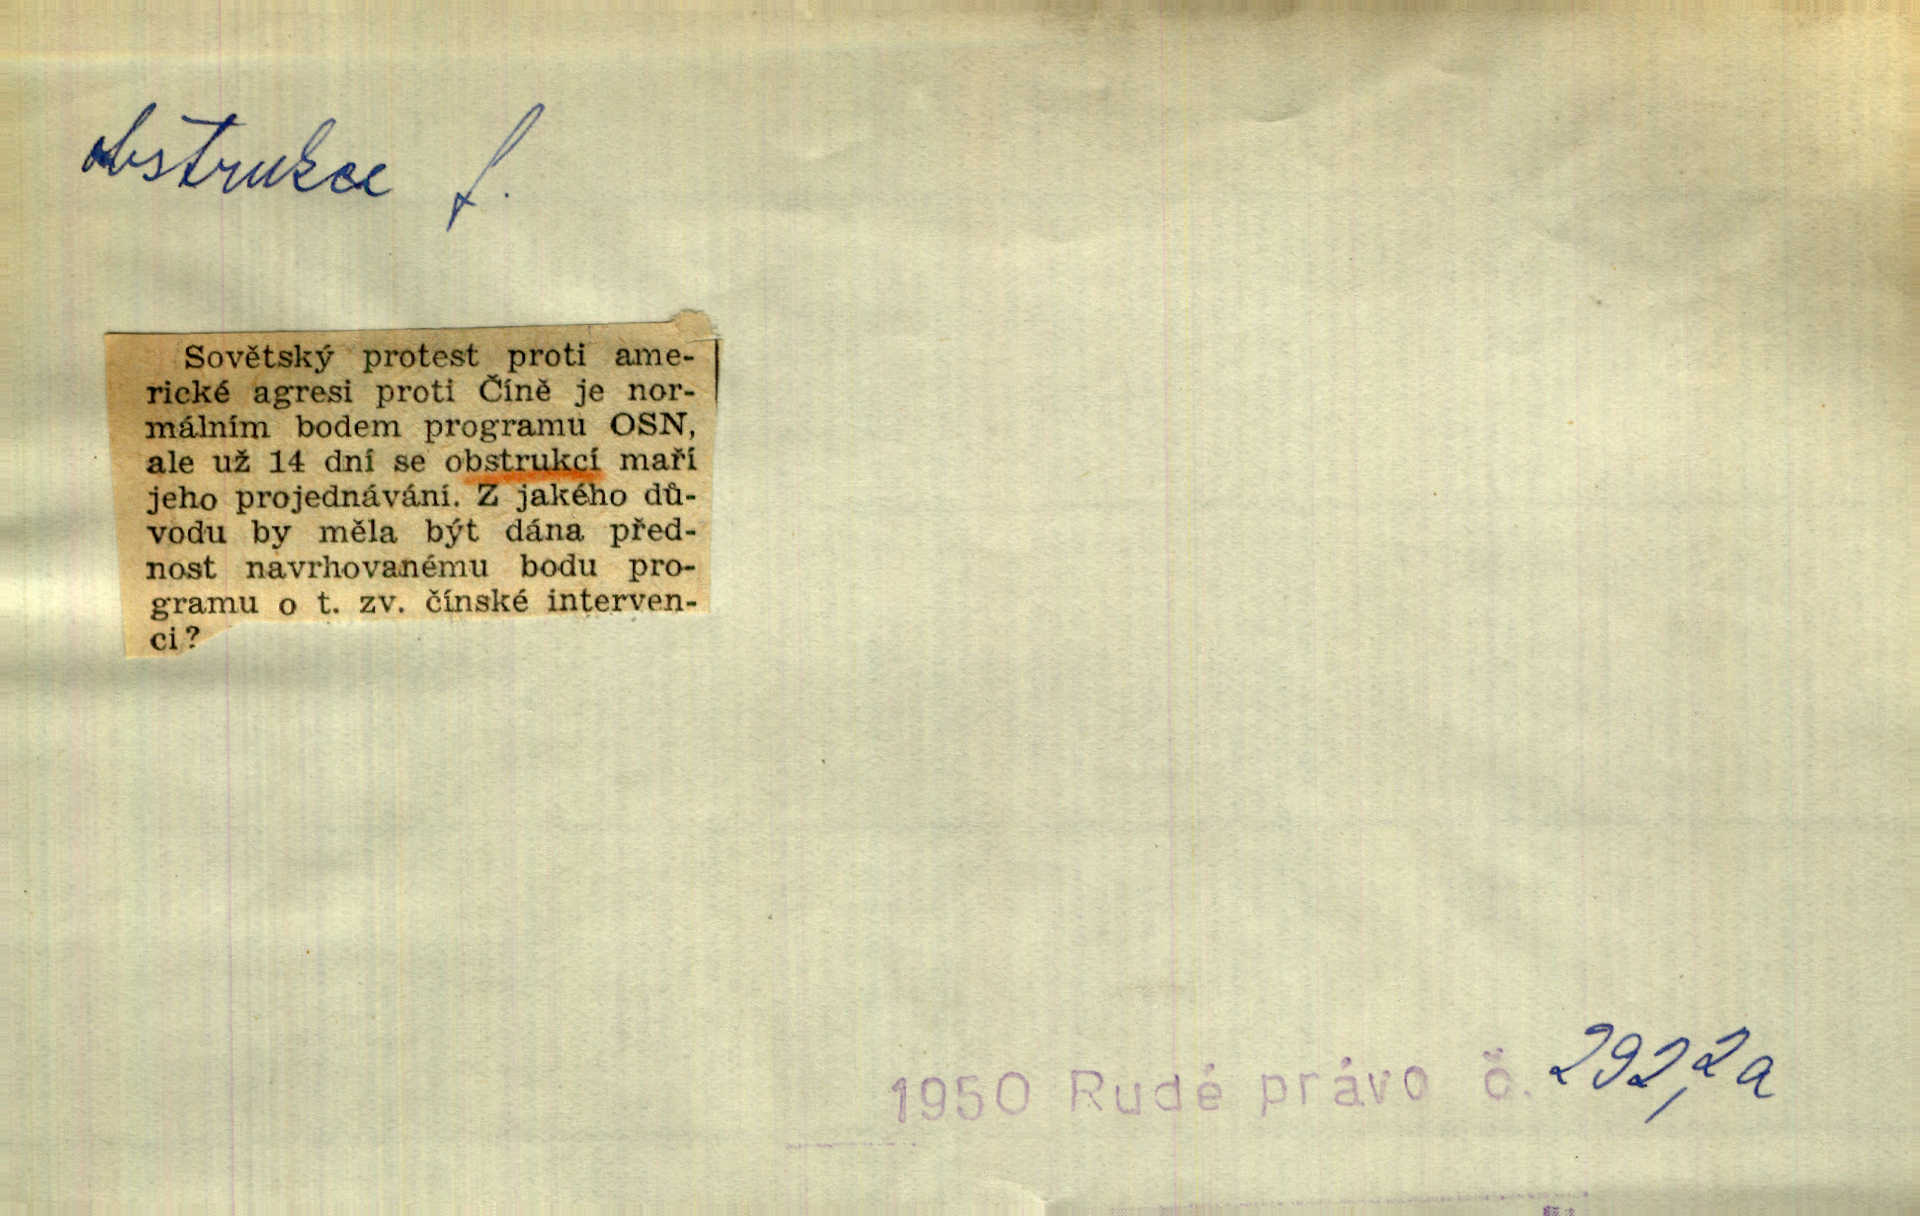 obstrukce f.
Sovětský protest proti ame-
rické agresi proti Číně je nor-
málním bodem programu OSN,
ale už 14 dní se obstrukcí maří
jeho projednávání. Z jakého dů-
vodu by měla být dána před-
nost navrhovanému bodu pro-
gramu o t. zv. čínské interven-
ci?
1950 Rudé právo č. 292,2a